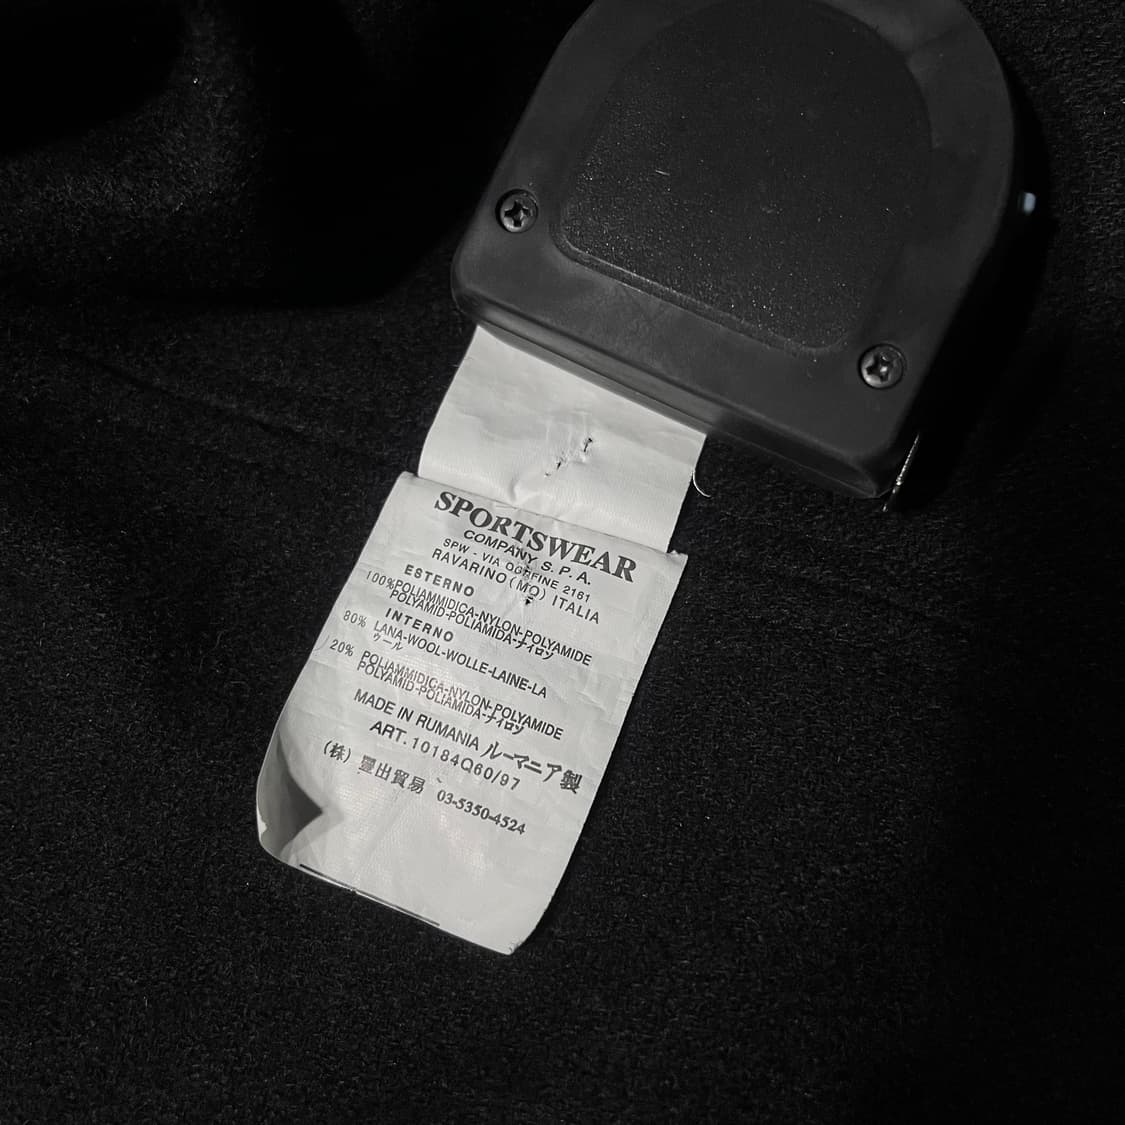 SPORTSWEAR
COMPANY S.P.A.
SPW - VIA CONFINE 2161
RAVARINO (MO) ITALIA
ESTERNO
100% POLIAMMIDICA-NYLON-POLYAMIDE
POLYAMID-POLIAMIDA-ナイロン
INTERNO
80% LANA-WOOL-WOLLE-LAINE-LA
ウール
20% POLIAMMIDICA-NYLON-POLYAMIDE
POLYAMID-POLIAMIDA-ナイロン
MADE IN RUMANIA ルーマニア製
ART. 10184Q60/97
(株) 豊出貿易 03-5350-4524